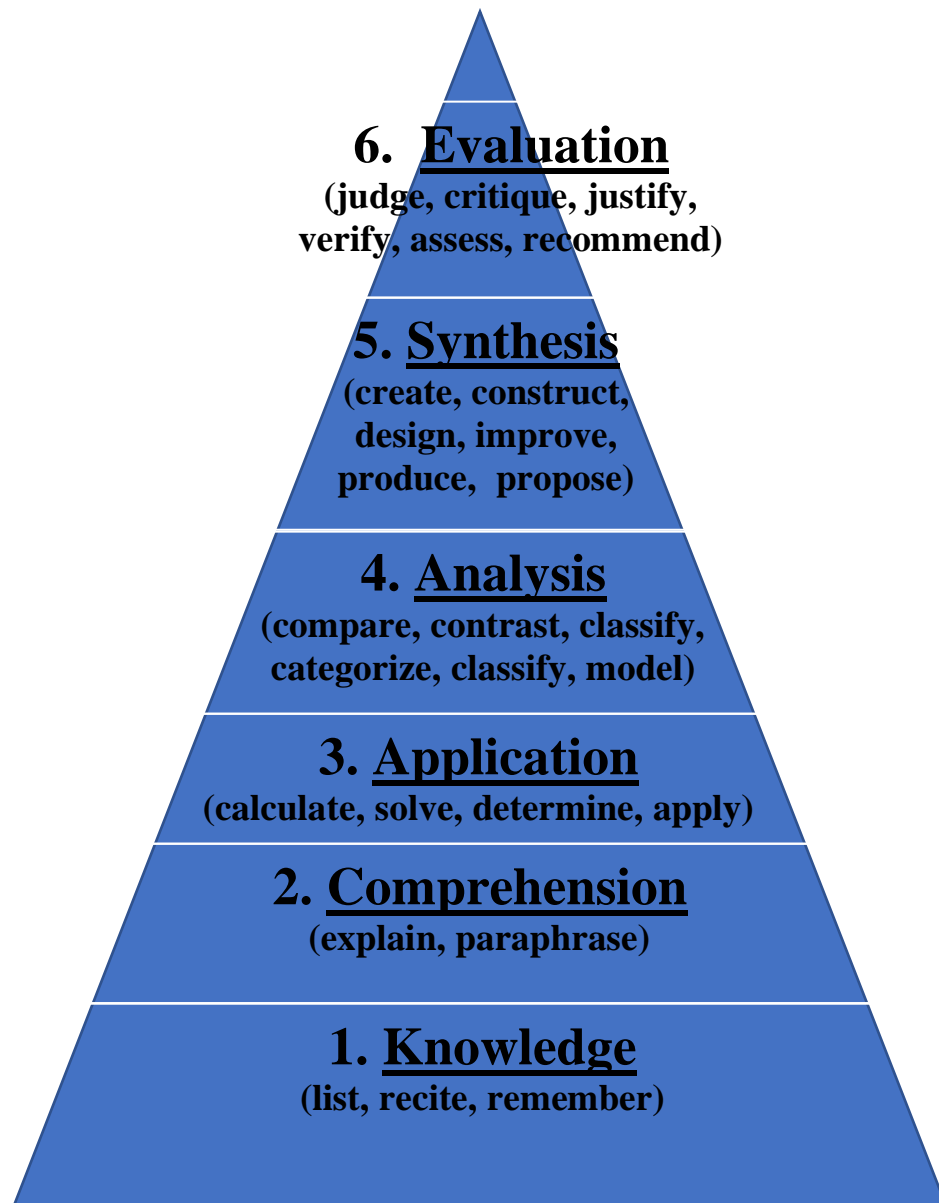 6. Evaluation
(judge, critique, justify,
verify, assess, recommend)
5. Synthesis
(create, construct,
design, improve,
produce, propose)
4. Analysis
(compare, contrast, classify,
categorize, classify, model)
3. Application
(calculate, solve, determine, apply)
2. Comprehension
(explain, paraphrase)
1. Knowledge
(list, recite, remember)